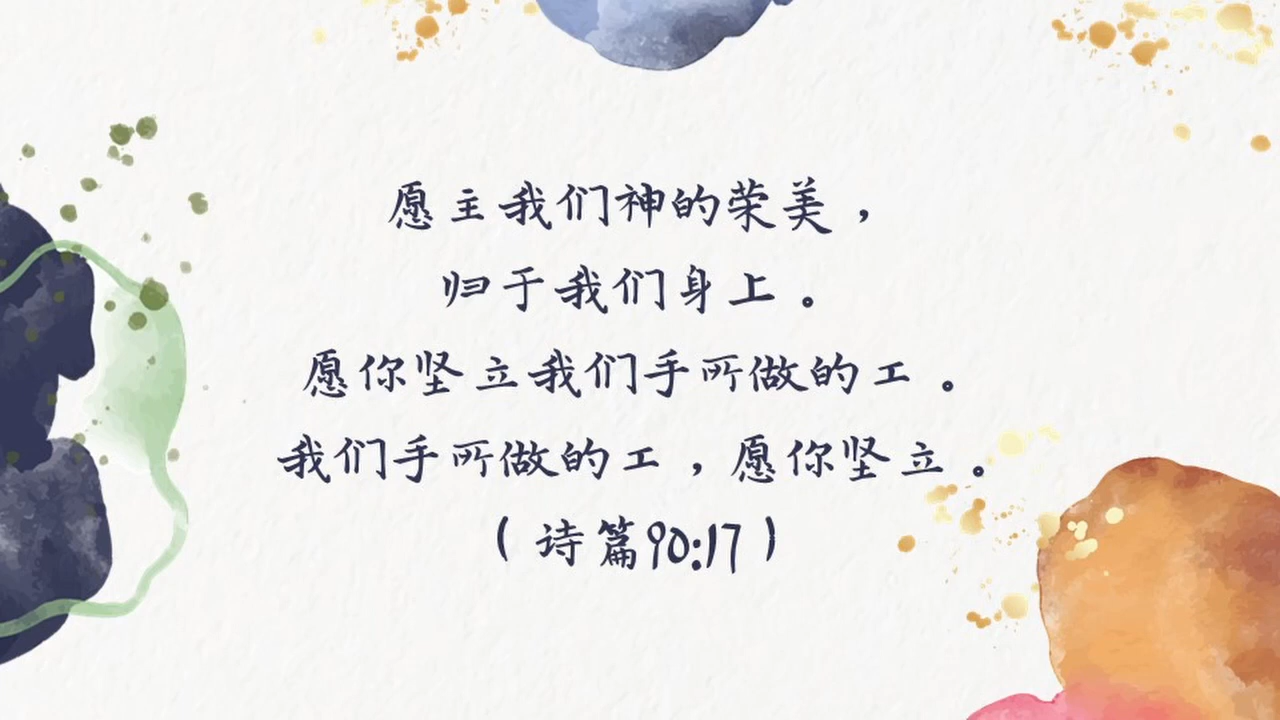 愿主我们神的荣美，
归于我们身上。
愿你坚立我们手所做的工。
我们手所做的工，愿你坚立。
（诗篇90:17）